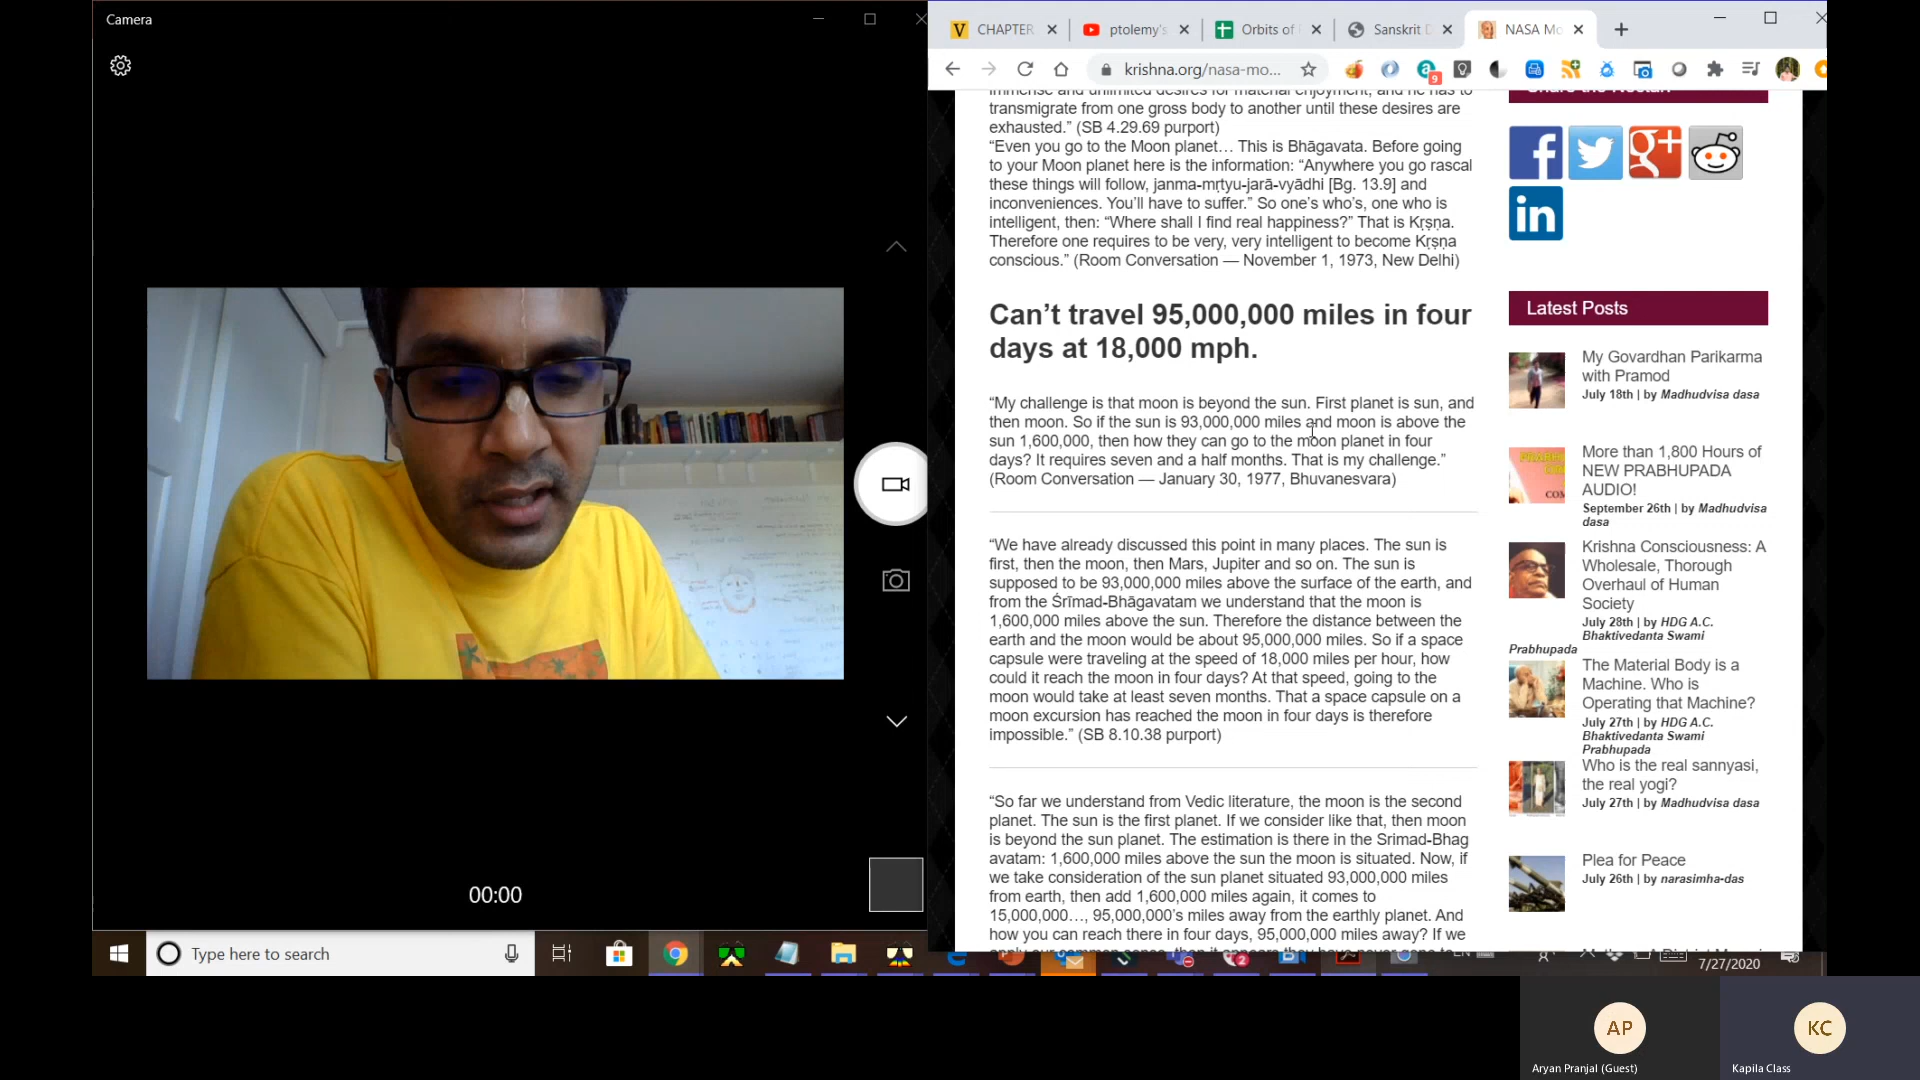 Camera
CHAPTER
ptolemy's
Orbits of
Sanskrit D
NASA Mo
krishna.org/nasa-mo...
9
immense and unlimited desires for material enjoyment, and he has to
transmigrate from one gross body to another until these desires are
exhausted.” (SB 4.29.69 purport)
“Even you go to the Moon planet… This is Bhāgavata. Before going
to your Moon planet here is the information: “Anywhere you go rascal
these things will follow, janma-mṛtyu-jarā-vyādhi [Bg. 13.9] and
inconveniences. You’ll have to suffer.” So one’s who’s, one who is
intelligent, then: “Where shall I find real happiness?” That is Kṛṣṇa.
Therefore one requires to be very, very intelligent to become Kṛṣṇa
conscious.” (Room Conversation — November 1, 1973, New Delhi)
Can’t travel 95,000,000 miles in four
days at 18,000 mph.
“My challenge is that moon is beyond the sun. First planet is sun, and
then moon. So if the sun is 93,000,000 miles and moon is above the
sun 1,600,000, then how they can go to the moon planet in four
days? It requires seven and a half months. That is my challenge.”
(Room Conversation — January 30, 1977, Bhuvanesvara)
“We have already discussed this point in many places. The sun is
first, then the moon, then Mars, Jupiter and so on. The sun is
supposed to be 93,000,000 miles above the surface of the earth, and
from the Śrīmad-Bhāgavatam we understand that the moon is
1,600,000 miles above the sun. Therefore the distance between the
earth and the moon would be about 95,000,000 miles. So if a space
capsule were traveling at the speed of 18,000 miles per hour, how
could it reach the moon in four days? At that speed, going to the
moon would take at least seven months. That a space capsule on a
moon excursion has reached the moon in four days is therefore
impossible.” (SB 8.10.38 purport)
“So far we understand from Vedic literature, the moon is the second
planet. The sun is the first planet. If we consider like that, then moon
is beyond the sun planet. The estimation is there in the Srimad-Bhag
avatam: 1,600,000 miles above the sun the moon is situated. Now, if
we take consideration of the sun planet situated 93,000,000 miles
from earth, then add 1,600,000 miles again, it comes to
15,000,000…, 95,000,000’s miles away from the earthly planet. And
how you can reach there in four days, 95,000,000 miles away? If we
Latest Posts
My Govardhan Parikarma
with Pramod
July 18th | by Madhudvisa dasa
More than 1,800 Hours of
NEW PRABHUPADA
AUDIO!
September 26th | by Madhudvisa
dasa
Krishna Consciousness: A
Wholesale, Thorough
Overhaul of Human
Society
July 28th | by HDG A.C.
Bhaktivedanta Swami
Prabhupada
The Material Body is a
Machine. Who is
Operating that Machine?
July 27th | by HDG A.C.
Bhaktivedanta Swami
Prabhupada
Who is the real sannyasi,
the real yogi?
July 27th | by Madhudvisa dasa
Plea for Peace
July 26th | by narasimha-das
00:00
Type here to search
2
7/27/2020
AP
KC
Aryan Pranjal (Guest)
Kapila Class